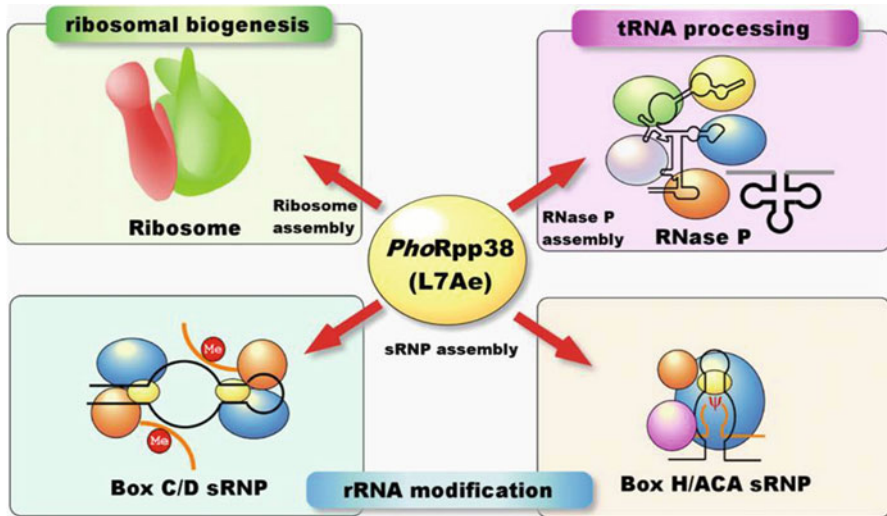 ribosomal biogenesis
tRNA processing
Ribosome
assembly
Ribosome
RNase P
assembly
RNase P
PhoRpp38
(L7Ae)
sRNP assembly
Me
Me
Ψ
Box C/D sRNP
rRNA modification
Box H/ACA sRNP